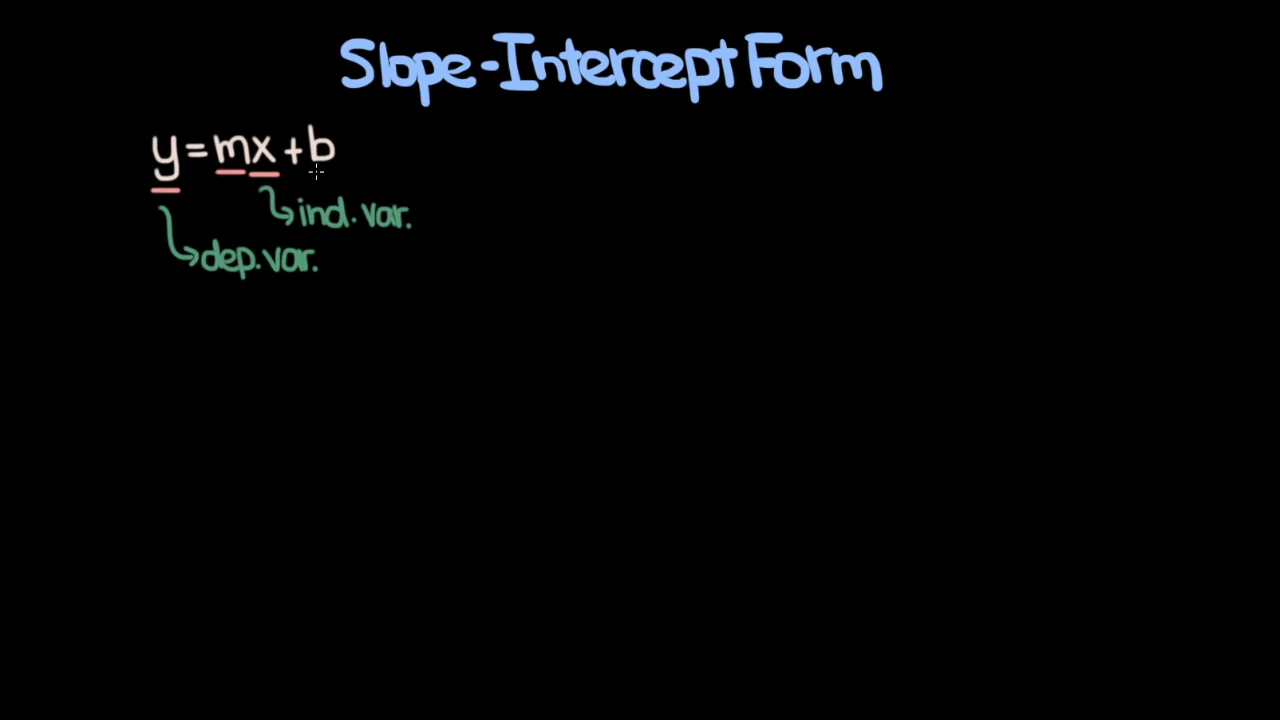 Slope-Intercept Form
y=mx+b
ind.var.
dep.var.